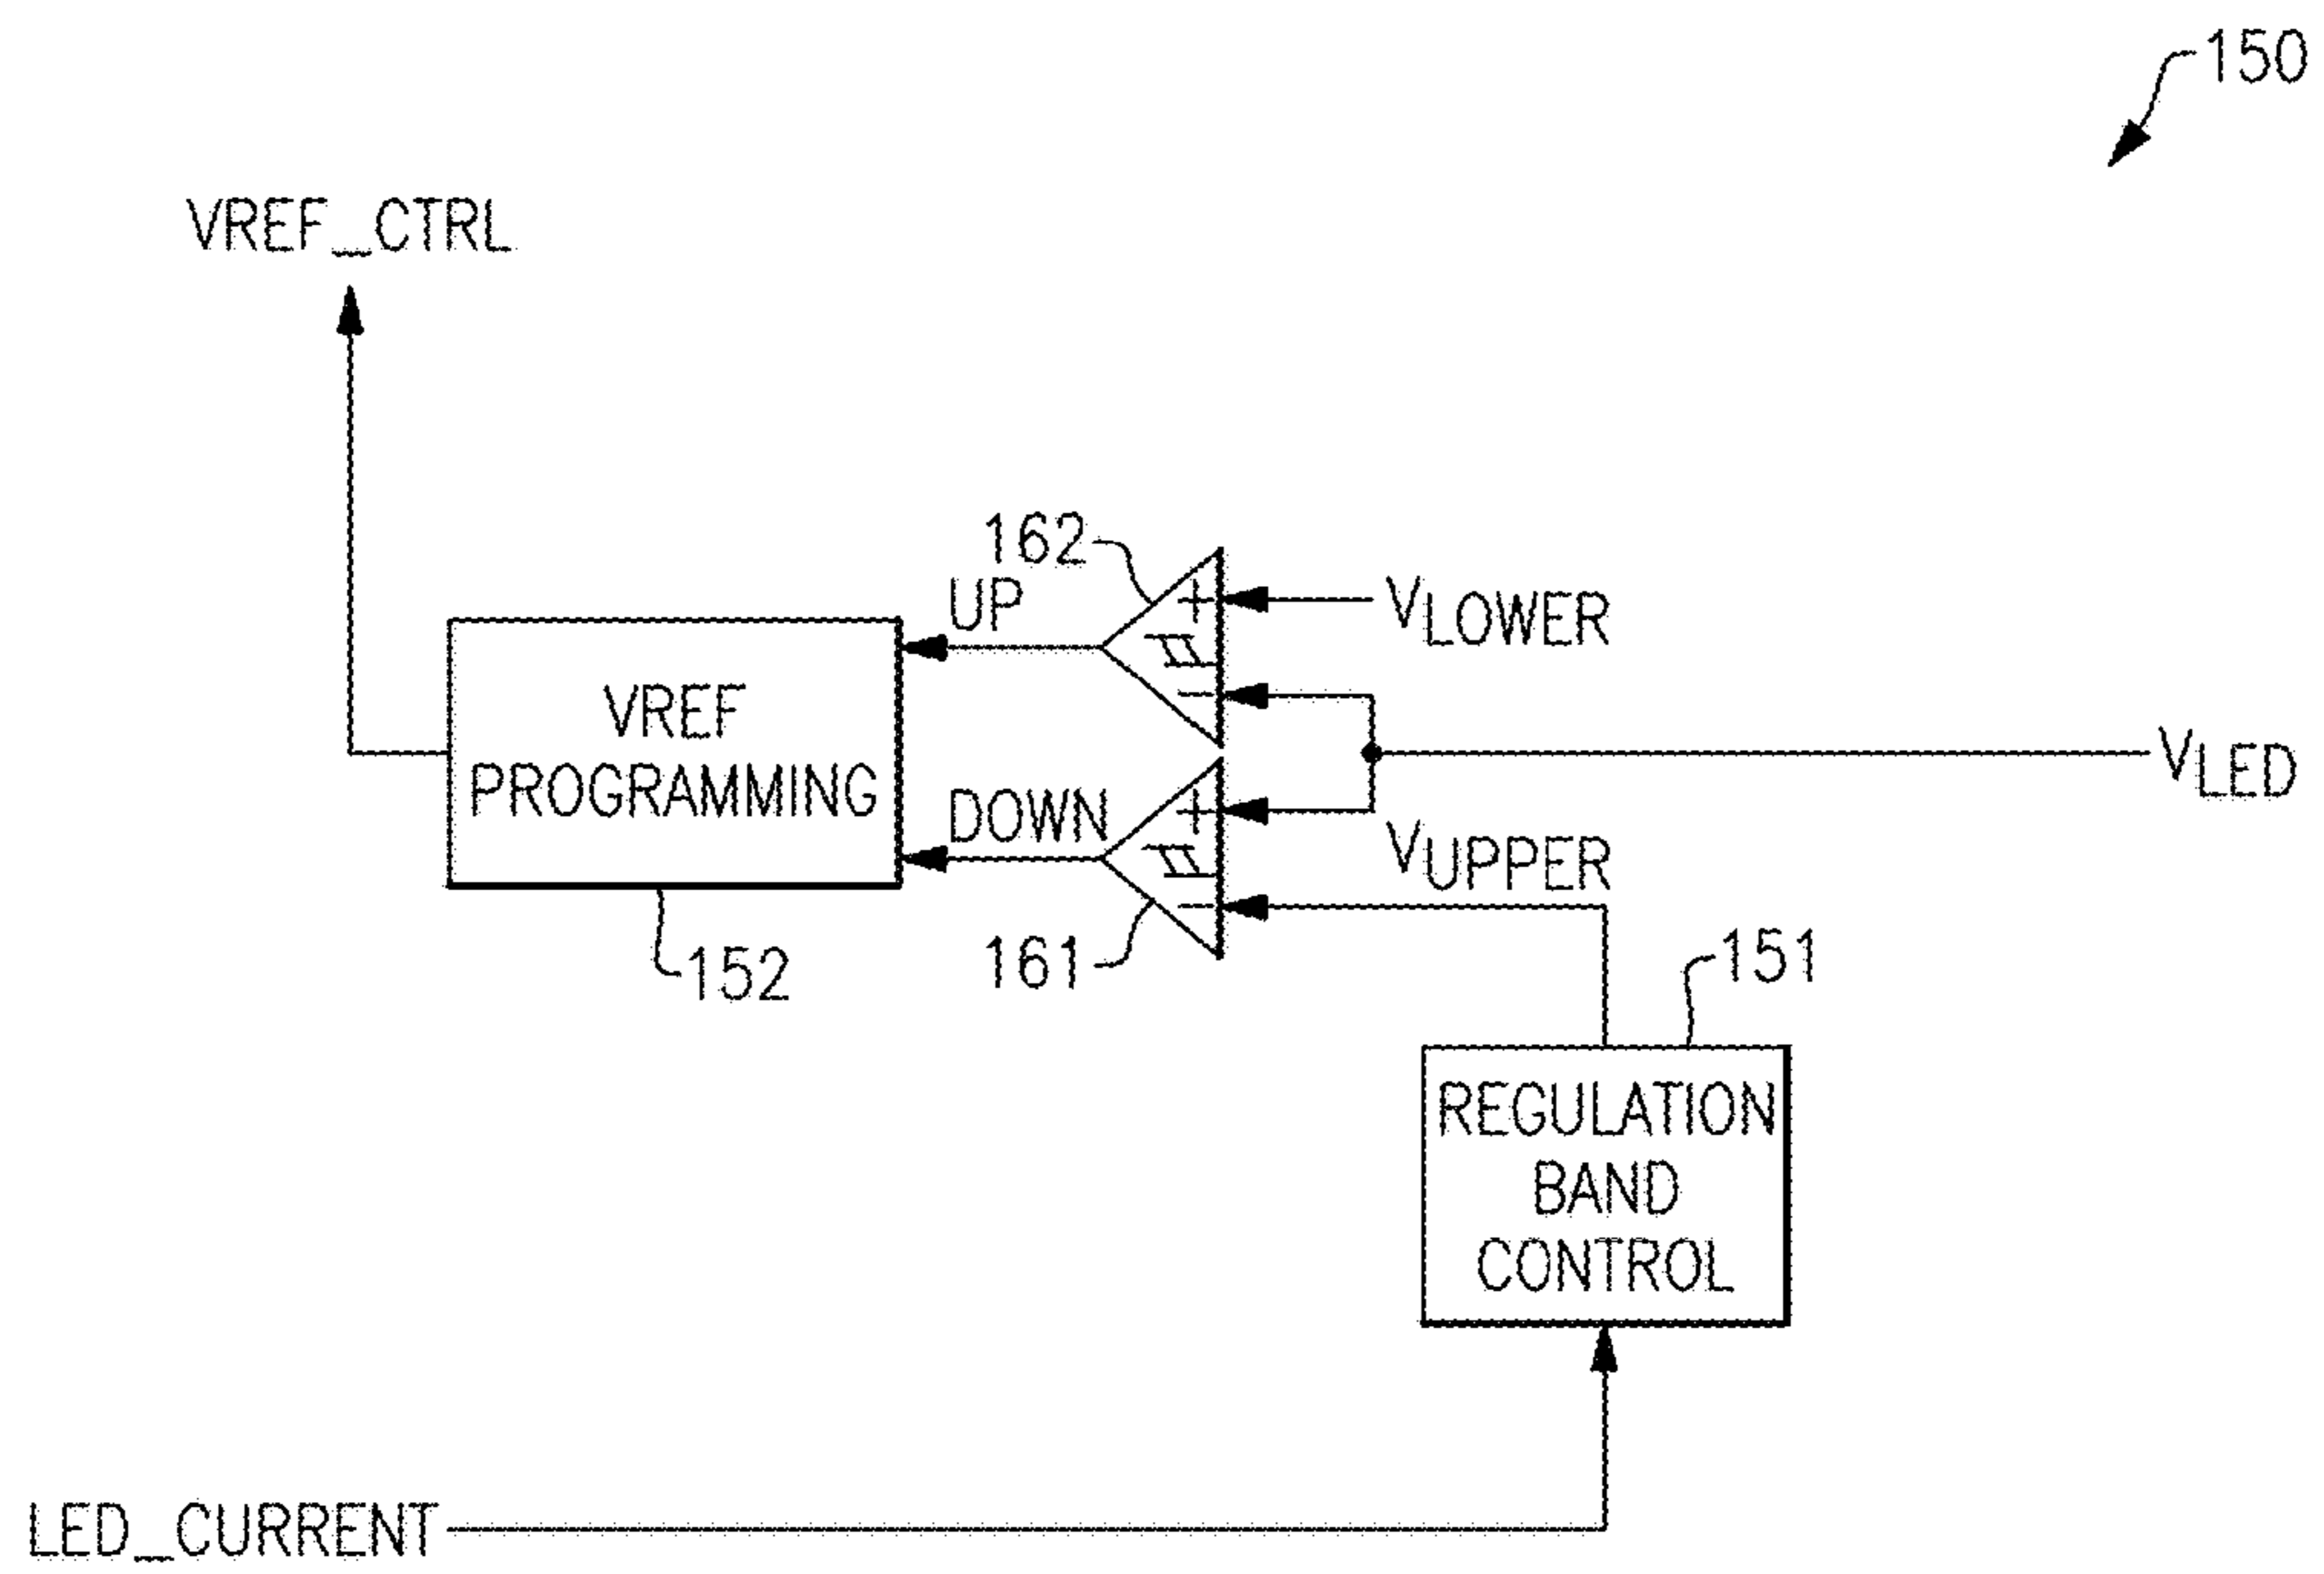 150
VREF_CTRL
162
UP
+
VLOWER
−
VREF
PROGRAMMING
VLED
DOWN
+
VUPPER
−
152
161
151
REGULATION
BAND
CONTROL
LED_CURRENT